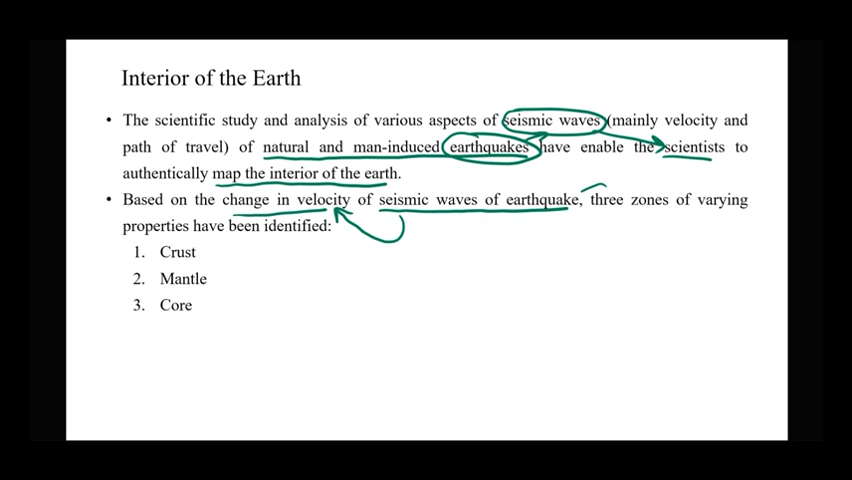 Interior of the Earth
• The scientific study and analysis of various aspects of seismic waves (mainly velocity and
path of travel) of natural and man-induced earthquakes have enable the scientists to
authentically map the interior of the earth.
• Based on the change in velocity of seismic waves of earthquake, three zones of varying
properties have been identified:
1. Crust
2. Mantle
3. Core